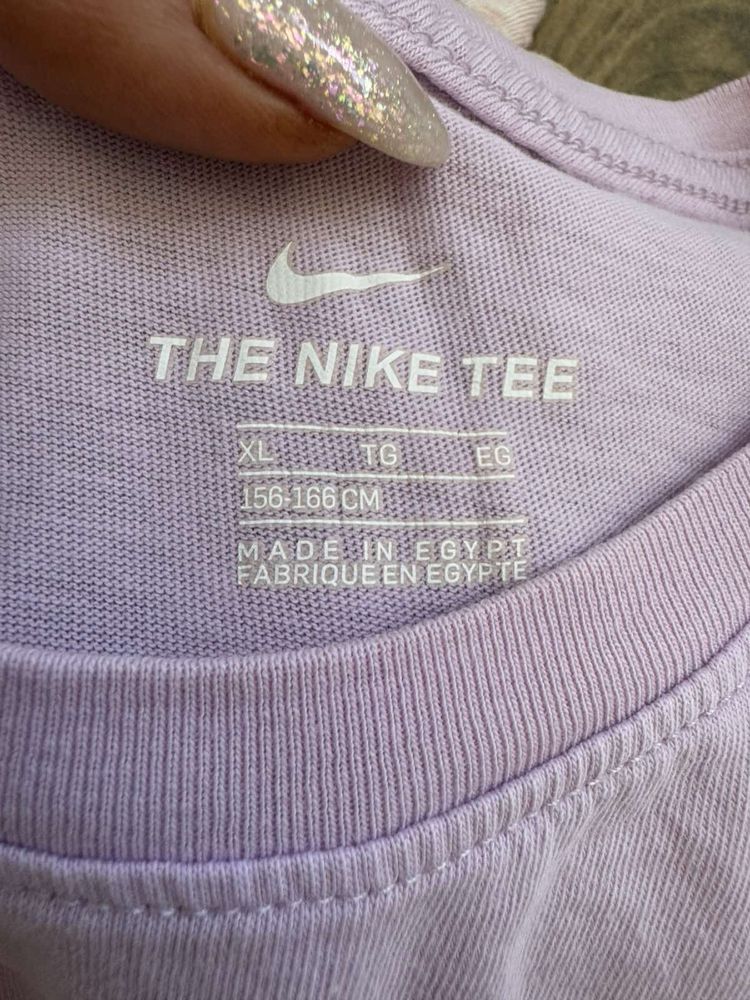 THE NIKE TEE
XL TG EG
156-166 CM
MADE IN EGYPT
FABRIQUE EN EGYPTE